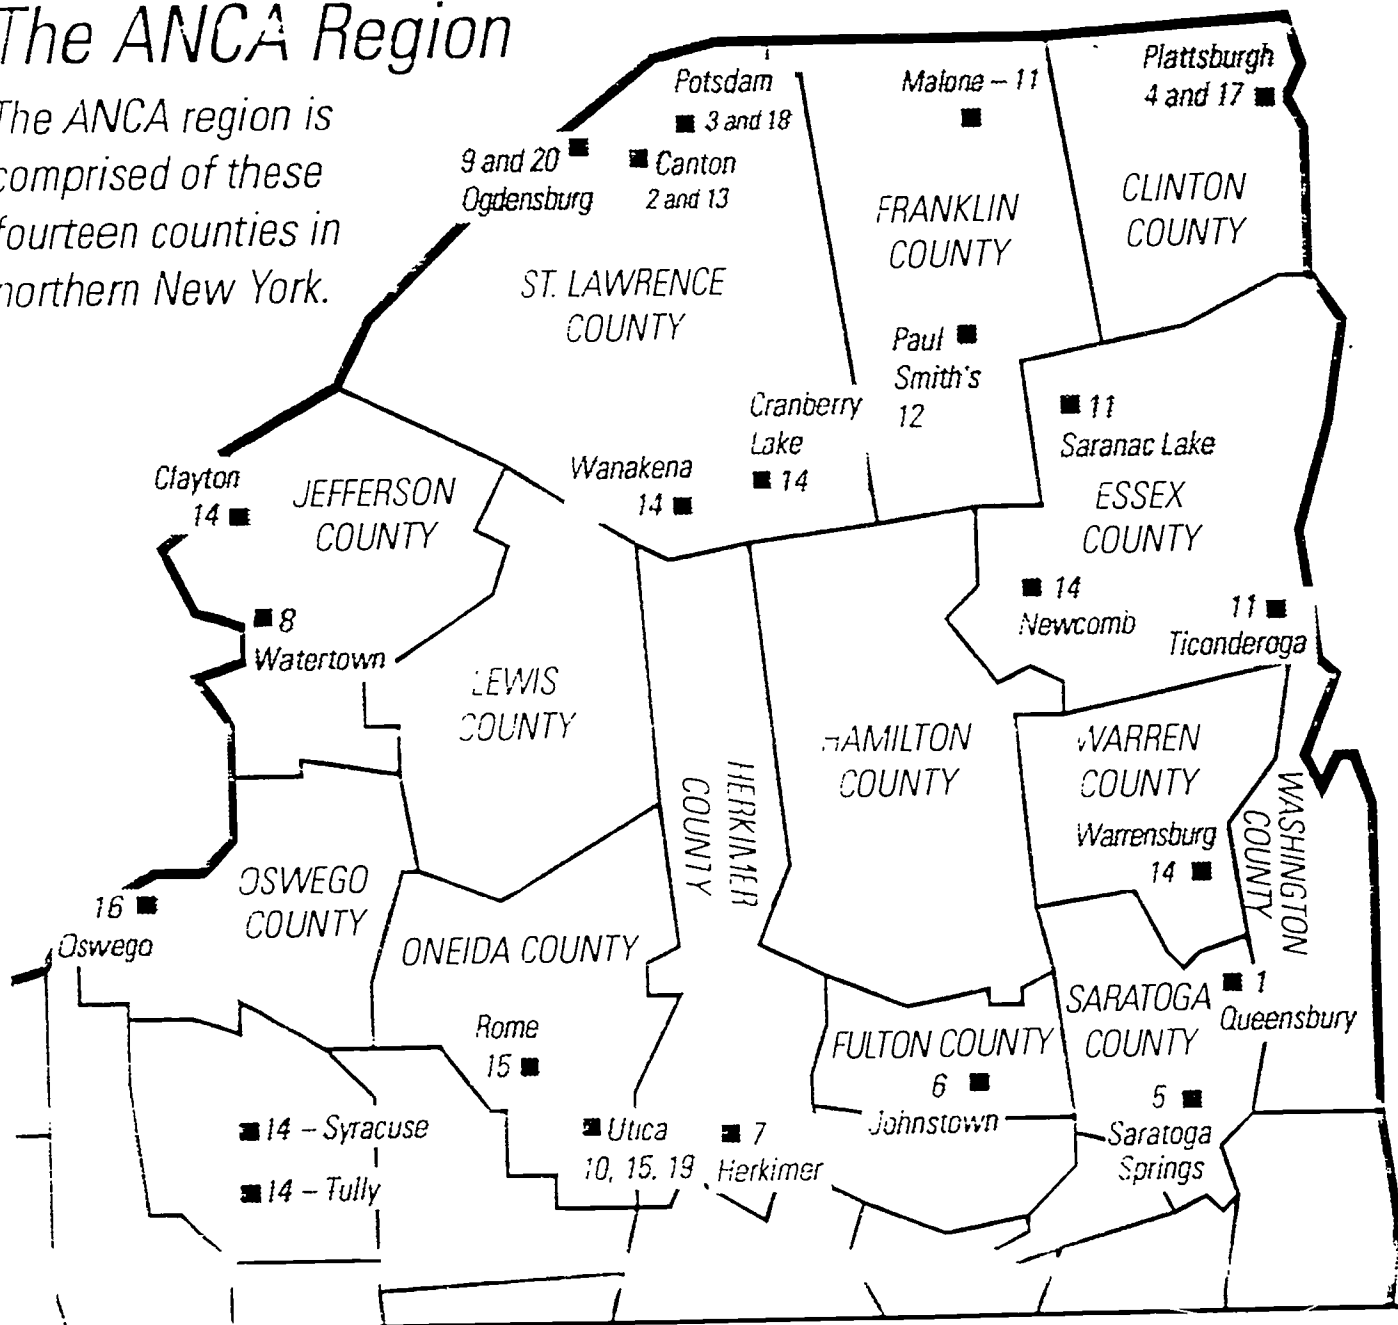 The ANCA Region
The ANCA region is
comprised of these
fourteen counties in
northern New York.
Potsdam
3 and 18
9 and 20
Ogdensburg
Canton
2 and 13
Malone – 11
Plattsburgh
4 and 17
CLINTON
COUNTY
FRANKLIN
COUNTY
ST. LAWRENCE
COUNTY
Paul
Smith's
12
Cranberry
Lake
14
11
Saranac Lake
Wanakena
14
Clayton
14
JEFFERSON
COUNTY
ESSEX
COUNTY
14
Newcomb
11
Ticonderoga
8
Watertown
LEWIS
COUNTY
HAMILTON
COUNTY
WARREN
COUNTY
Warrensburg
14
HERKIMER
COUNTY
WASHINGTON
COUNTY
OSWEGO
COUNTY
16
Oswego
ONEIDA COUNTY
Rome
15
1
Queensbury
SARATOGA
COUNTY
FULTON COUNTY
6
Johnstown
5
Saratoga
Springs
14 – Syracuse
14 – Tully
Utica
10, 15, 19
7
Herkimer